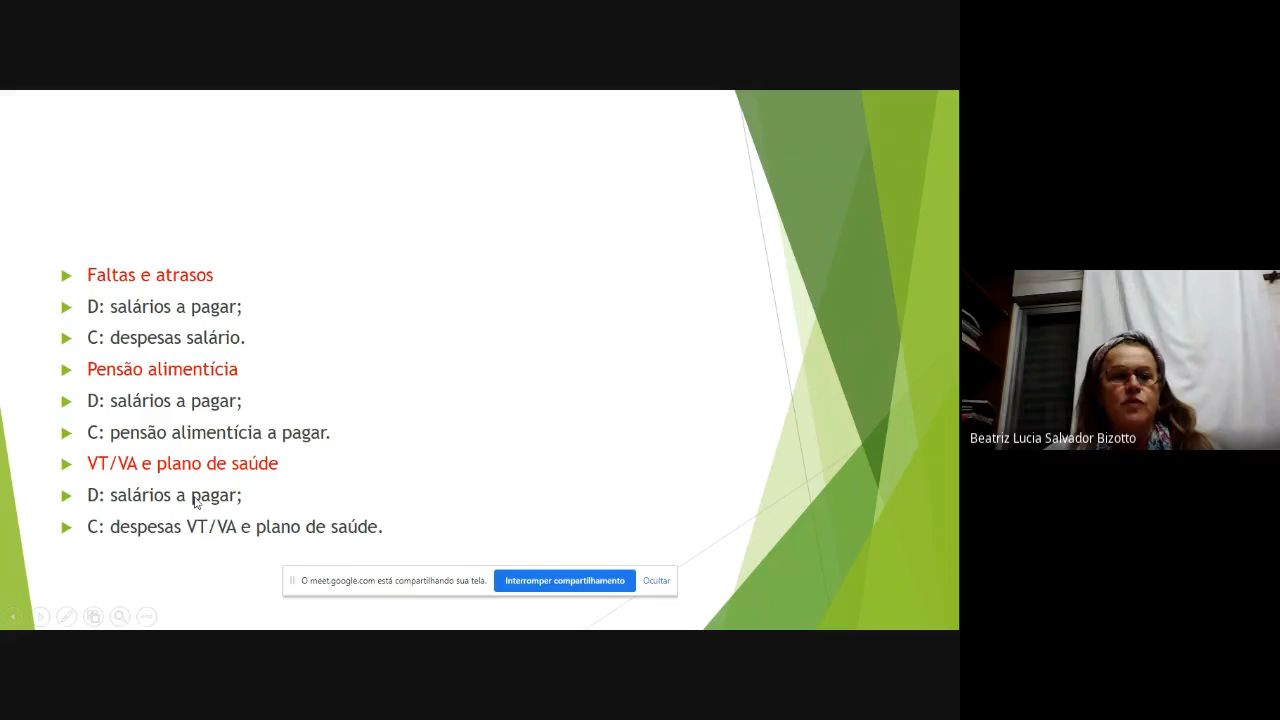 Faltas e atrasos
D: salários a pagar;
C: despesas salário.
Pensão alimentícia
D: salários a pagar;
C: pensão alimentícia a pagar.
VT/VA e plano de saúde
D: salários a pagar;
C: despesas VT/VA e plano de saúde.
O meet.google.com está compartilhando sua tela. Interromper compartilhamento Ocultar
Beatriz Lucia Salvador Bizotto